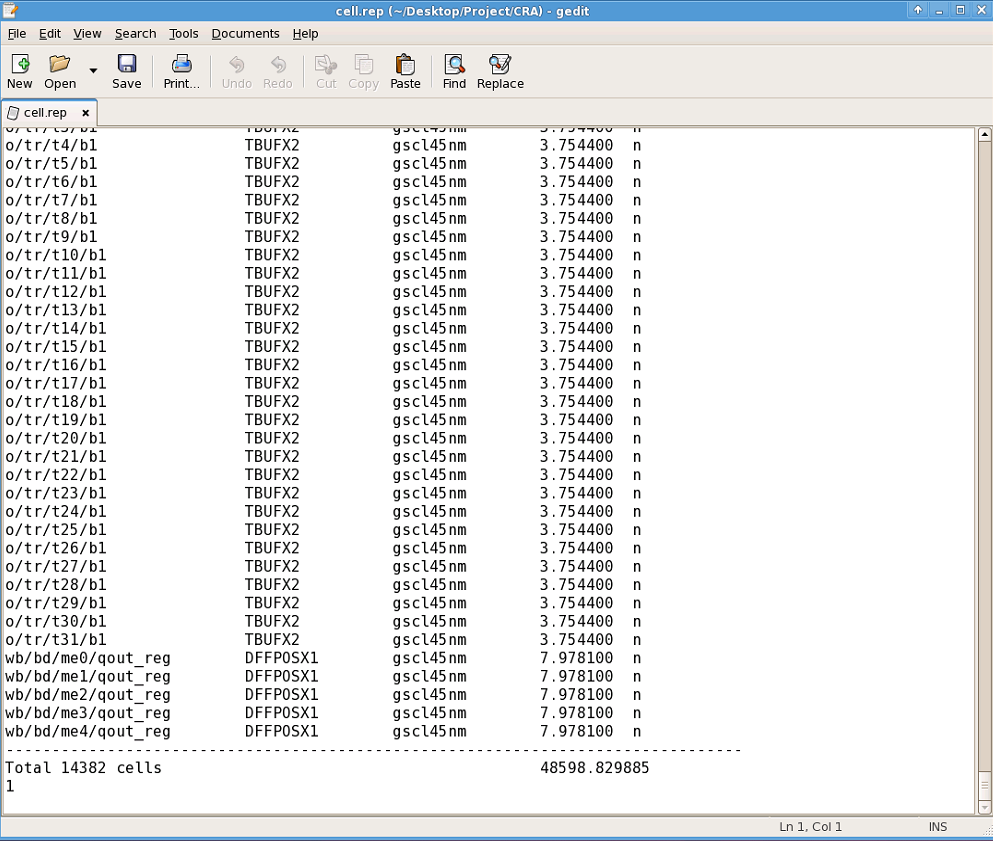 cell.rep (~/Desktop/Project/CRA) - gedit
File Edit View Search Tools Documents Help
New Open Save Print... Undo Redo Cut Copy Paste Find Replace
cell.rep
o/tr/t3/b1 TBUFX2 gscl45nm 3.754400 n
o/tr/t4/b1 TBUFX2 gscl45nm 3.754400 n
o/tr/t5/b1 TBUFX2 gscl45nm 3.754400 n
o/tr/t6/b1 TBUFX2 gscl45nm 3.754400 n
o/tr/t7/b1 TBUFX2 gscl45nm 3.754400 n
o/tr/t8/b1 TBUFX2 gscl45nm 3.754400 n
o/tr/t9/b1 TBUFX2 gscl45nm 3.754400 n
o/tr/t10/b1 TBUFX2 gscl45nm 3.754400 n
o/tr/t11/b1 TBUFX2 gscl45nm 3.754400 n
o/tr/t12/b1 TBUFX2 gscl45nm 3.754400 n
o/tr/t13/b1 TBUFX2 gscl45nm 3.754400 n
o/tr/t14/b1 TBUFX2 gscl45nm 3.754400 n
o/tr/t15/b1 TBUFX2 gscl45nm 3.754400 n
o/tr/t16/b1 TBUFX2 gscl45nm 3.754400 n
o/tr/t17/b1 TBUFX2 gscl45nm 3.754400 n
o/tr/t18/b1 TBUFX2 gscl45nm 3.754400 n
o/tr/t19/b1 TBUFX2 gscl45nm 3.754400 n
o/tr/t20/b1 TBUFX2 gscl45nm 3.754400 n
o/tr/t21/b1 TBUFX2 gscl45nm 3.754400 n
o/tr/t22/b1 TBUFX2 gscl45nm 3.754400 n
o/tr/t23/b1 TBUFX2 gscl45nm 3.754400 n
o/tr/t24/b1 TBUFX2 gscl45nm 3.754400 n
o/tr/t25/b1 TBUFX2 gscl45nm 3.754400 n
o/tr/t26/b1 TBUFX2 gscl45nm 3.754400 n
o/tr/t27/b1 TBUFX2 gscl45nm 3.754400 n
o/tr/t28/b1 TBUFX2 gscl45nm 3.754400 n
o/tr/t29/b1 TBUFX2 gscl45nm 3.754400 n
o/tr/t30/b1 TBUFX2 gscl45nm 3.754400 n
o/tr/t31/b1 TBUFX2 gscl45nm 3.754400 n
wb/bd/me0/qout_reg DFFPOSX1 gscl45nm 7.978100 n
wb/bd/me1/qout_reg DFFPOSX1 gscl45nm 7.978100 n
wb/bd/me2/qout_reg DFFPOSX1 gscl45nm 7.978100 n
wb/bd/me3/qout_reg DFFPOSX1 gscl45nm 7.978100 n
wb/bd/me4/qout_reg DFFPOSX1 gscl45nm 7.978100 n
--------------------------------------------------------------------------------
Total 14382 cells 48598.829885
1
Ln 1, Col 1 INS